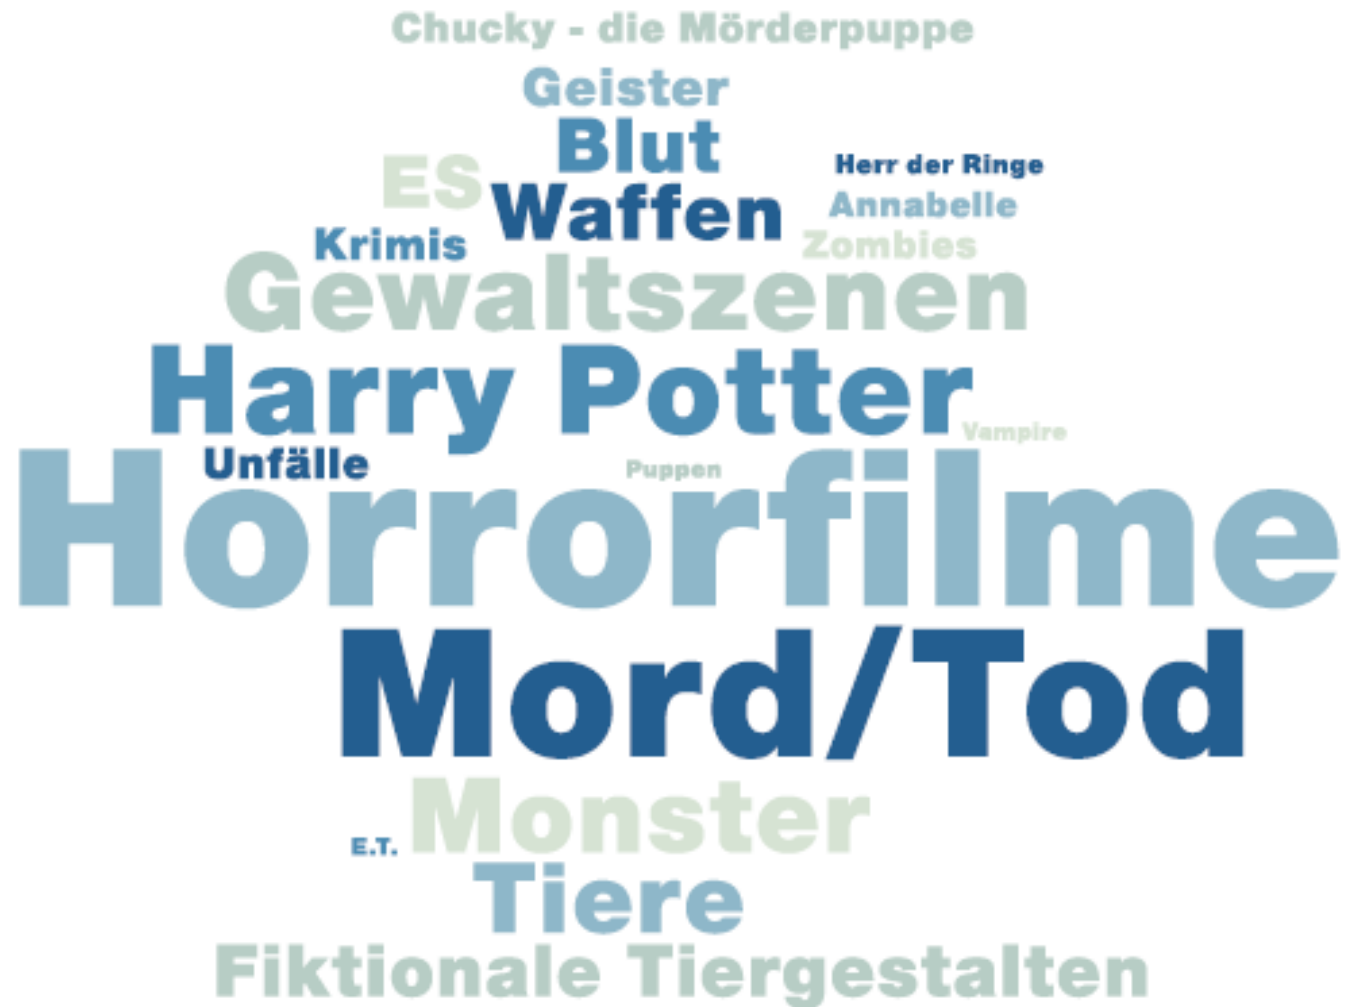 Chucky - die Mörderpuppe
Geister
Blut
Herr der Ringe
ES
Waffen
Annabelle
Krimis
Zombies
Gewaltszenen
Harry Potter
Vampire
Unfälle
Puppen
Horrorfilme
Mord/Tod
Monster
E.T.
Tiere
Fiktionale Tiergestalten